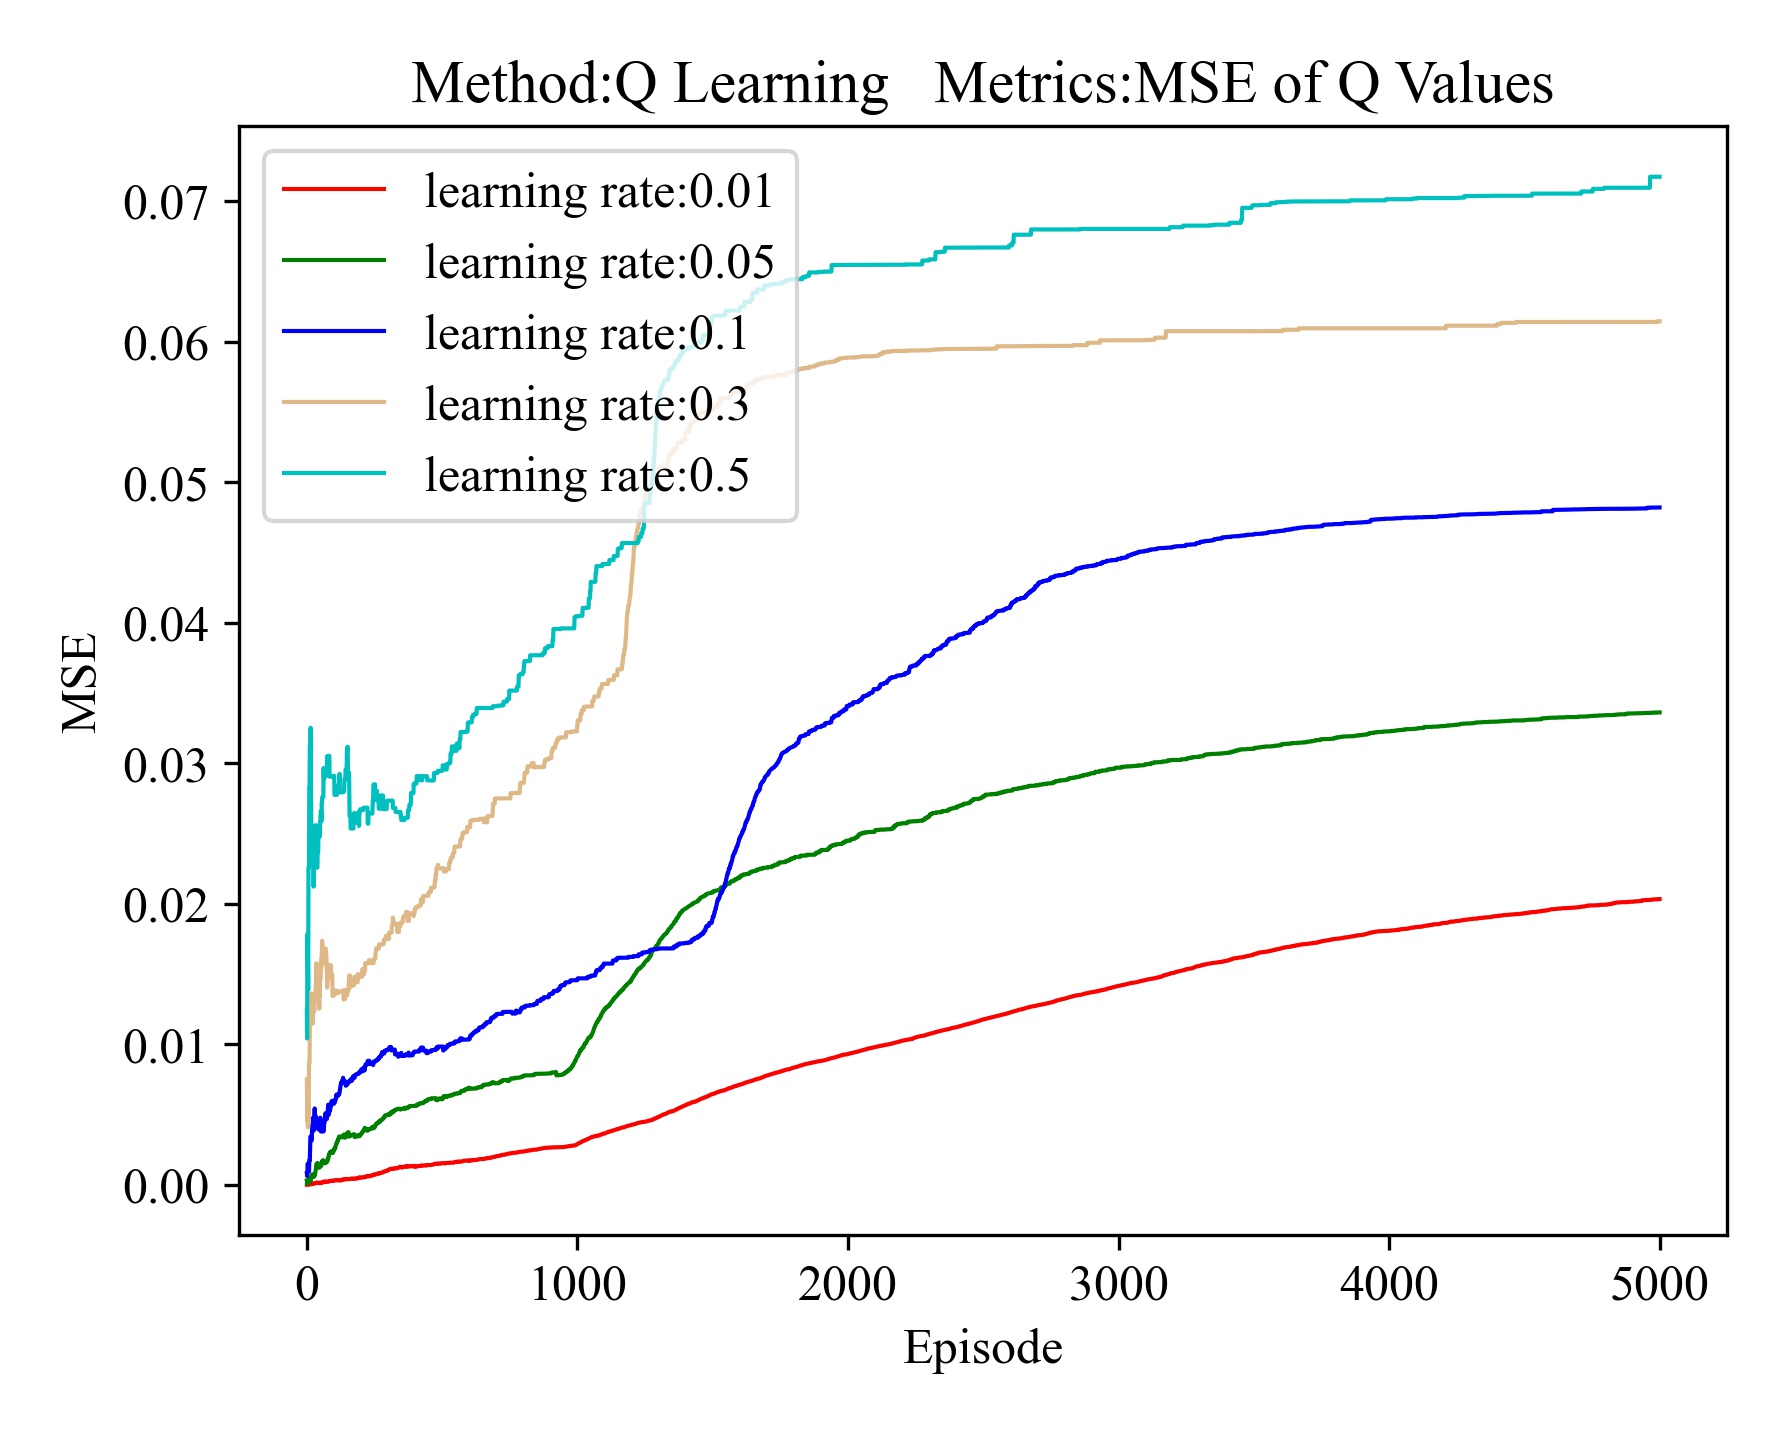 Method:Q Learning   Metrics:MSE of Q Values
learning rate:0.01
learning rate:0.05
learning rate:0.1
learning rate:0.3
learning rate:0.5
MSE
0.07
0.06
0.05
0.04
0.03
0.02
0.01
0.00
0 1000 2000 3000 4000 5000
Episode